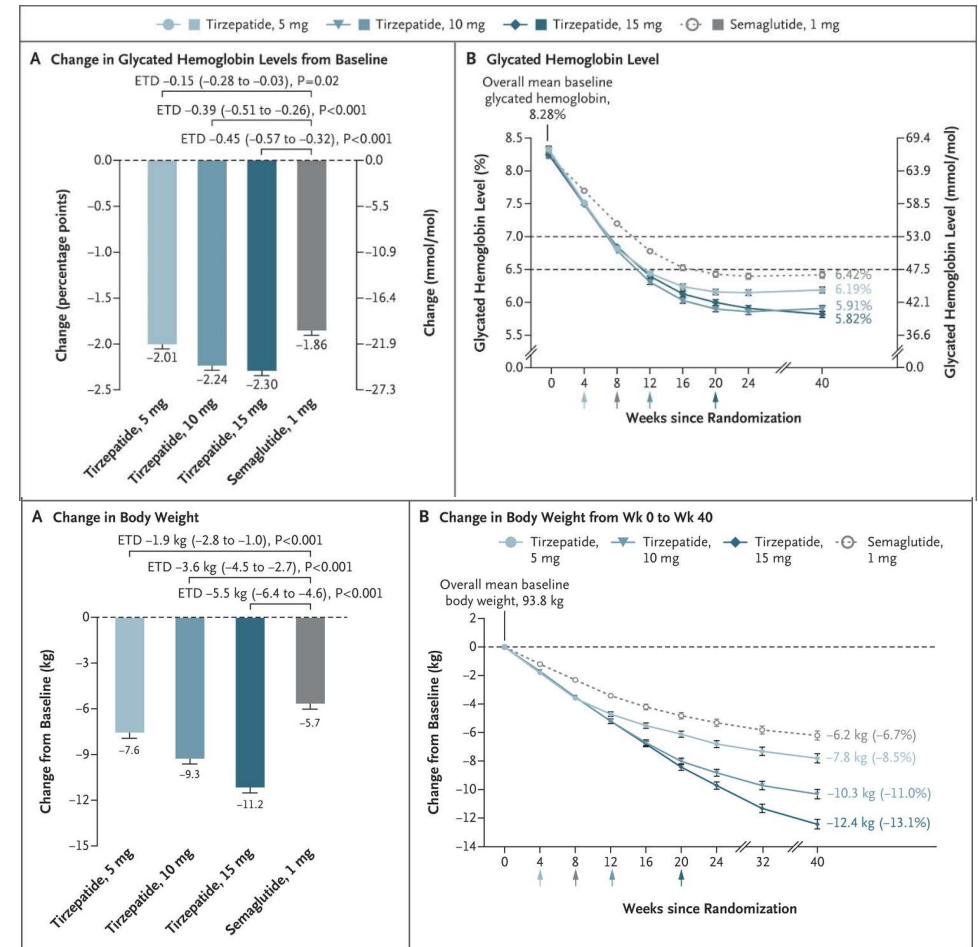 Tirzepatide, 5 mg Tirzepatide, 10 mg Tirzepatide, 15 mg Semaglutide, 1 mg
A Change in Glycated Hemoglobin Levels from Baseline
ETD –0.15 (–0.28 to –0.03), P=0.02
ETD –0.39 (–0.51 to –0.26), P<0.001
ETD –0.45 (–0.57 to –0.32), P<0.001
Change (percentage points)
0.0
–0.5
–1.0
–1.5
–2.0
–2.5
–2.01
–2.24
–2.30
–1.86
0.0
–5.5
–10.9
–16.4
–21.9
–27.3
Change (mmol/mol)
Tirzepatide, 5 mg
Tirzepatide, 10 mg
Tirzepatide, 15 mg
Semaglutide, 1 mg
B Glycated Hemoglobin Level
Overall mean baseline
glycated hemoglobin,
8.28%
Glycated Hemoglobin Level (%)
8.5
8.0
7.5
7.0
6.5
6.0
5.5
0.0
6.42%
6.19%
5.91%
5.82%
69.4
63.9
58.5
53.0
47.5
42.1
36.6
0.0
Glycated Hemoglobin Level (mmol/mol)
0 4 8 12 16 20 24 40
Weeks since Randomization
A Change in Body Weight
ETD –1.9 kg (–2.8 to –1.0), P<0.001
ETD –3.6 kg (–4.5 to –2.7), P<0.001
ETD –5.5 kg (–6.4 to –4.6), P<0.001
Change from Baseline (kg)
0
–3
–6
–9
–12
–15
–7.6
–9.3
–11.2
–5.7
Tirzepatide, 5 mg
Tirzepatide, 10 mg
Tirzepatide, 15 mg
Semaglutide, 1 mg
B Change in Body Weight from Wk 0 to Wk 40
Tirzepatide, Tirzepatide, Tirzepatide, Semaglutide,
5 mg 10 mg 15 mg 1 mg
Overall mean baseline
body weight, 93.8 kg
Change from Baseline (kg)
2
0
–2
–4
–6
–8
–10
–12
–14
–6.2 kg (–6.7%)
–7.8 kg (–8.5%)
–10.3 kg (–11.0%)
–12.4 kg (–13.1%)
0 4 8 12 16 20 24 32 40
Weeks since Randomization